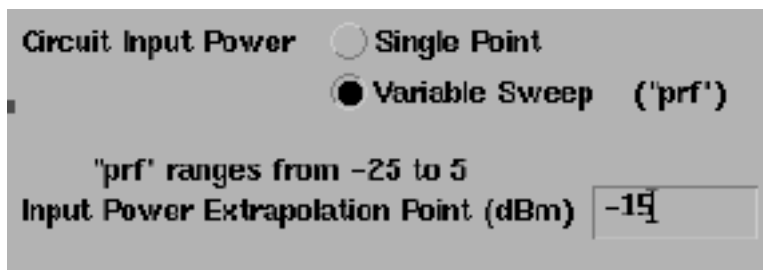 Circuit Input Power Single Point
Variable Sweep ("prf")
"prf" ranges from -25 to 5
Input Power Extrapolation Point (dBm) -15